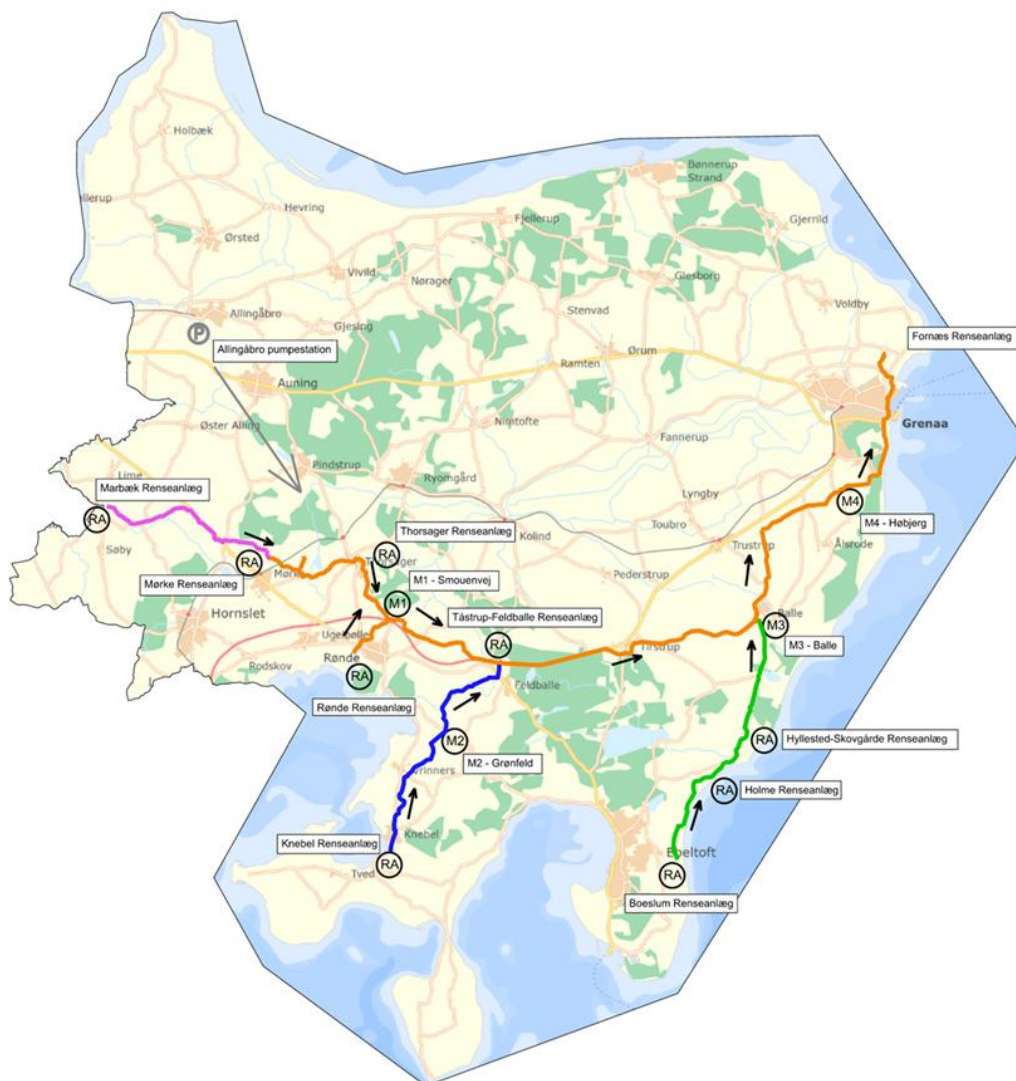 Holbæk
Bønnerup
Strand
Hevring
Fjellerup
Gjerrild
Ørsted
Vivild
Nørager
Glesborg
Voldby
Allingåbro
Gjesing
Stenvad
P
Fornæs Renseanlæg
Allingåbro pumpestation
Ørum
Ramten
Auning
Øster Alling
Nimtofte
Grenaa
Fannerup
Pindstrup
Ryomgård
Lime
Marbæk Renseanlæg
Lyngby
M4
RA
Thorsager Renseanlæg
Kolind
Toubro
M4 - Høbjerg
Søby
RA
Trustrup
Ålsrode
Mørke Renseanlæg
RA
M1 - Smouenvej
Pederstrup
M1
Hornslet
Tåstrup-Feldballe Renseanlæg
Balle
M3
Ugelbølle
RA
M3 - Balle
Tirstrup
Rønde
Rodskov
RA
Feldballe
Rønde Renseanlæg
M2
RA
Hyllested-Skovgårde Renseanlæg
M2 - Grønfeld
RA
Holme Renseanlæg
Knebel
Knebel Renseanlæg
RA
Tved
Ebeltoft
RA
Boeslum Renseanlæg